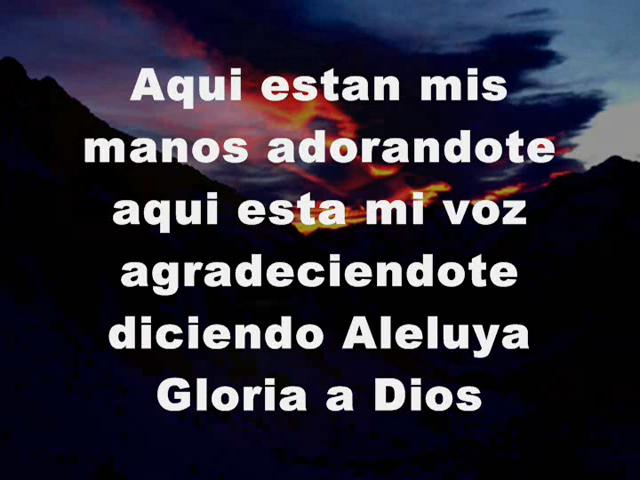 Aqui estan mis
manos adorandote
aqui esta mi voz
agradeciendote
diciendo Aleluya
Gloria a Dios